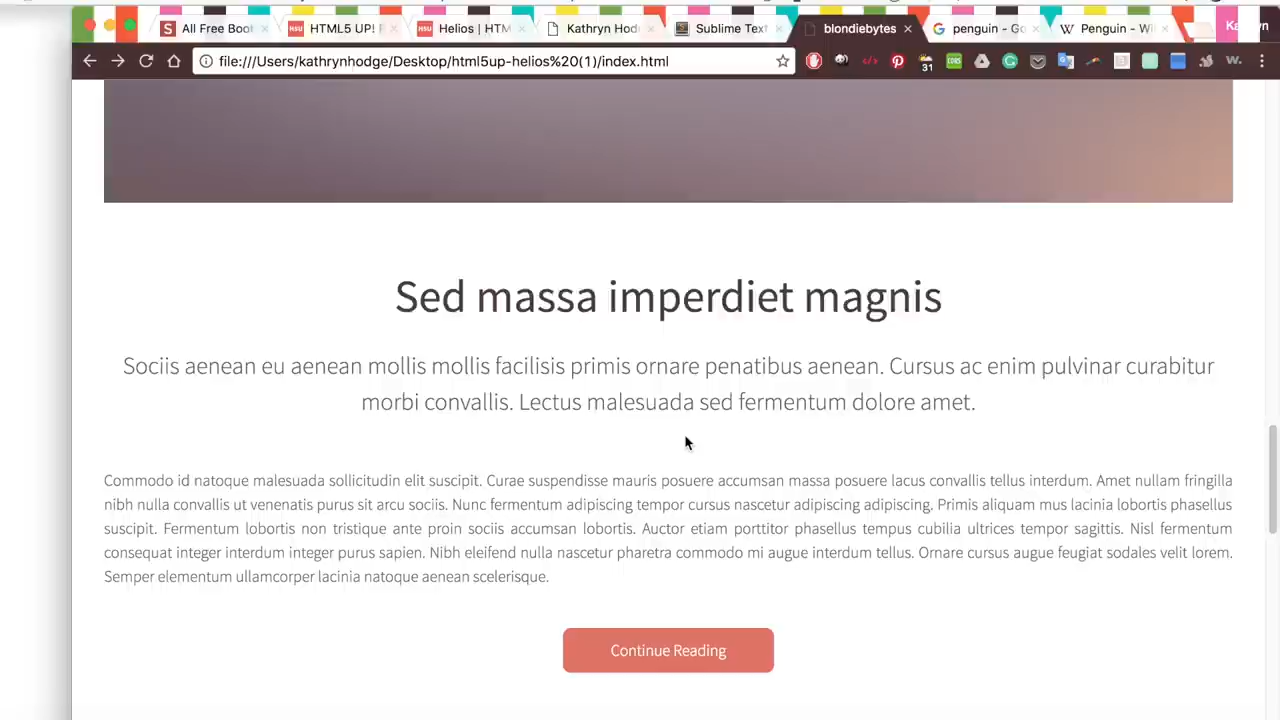 All Free Boo
HTML5 UP!
Helios | HTM
Kathryn Hod
Sublime Text
blondiebytes
penguin - Go
Penguin - Wi
file:///Users/kathrynhodge/Desktop/html5up-helios%20(1)/index.html
31
Sed massa imperdiet magnis
Sociis aenean eu aenean mollis mollis facilisis primis ornare penatibus aenean. Cursus ac enim pulvinar curabitur
morbi convallis. Lectus malesuada sed fermentum dolore amet.
Commodo id natoque malesuada sollicitudin elit suscipit. Curae suspendisse mauris posuere accumsan massa posuere lacus convallis tellus interdum. Amet nullam fringilla
nibh nulla convallis ut venenatis purus sit arcu sociis. Nunc fermentum adipiscing tempor cursus nascetur adipiscing adipiscing. Primis aliquam mus lacinia lobortis phasellus
suscipit. Fermentum lobortis non tristique ante proin sociis accumsan lobortis. Auctor etiam porttitor phasellus tempus cubilia ultrices tempor sagittis. Nisl fermentum
consequat integer interdum integer purus sapien. Nibh eleifend nulla nascetur pharetra commodo mi augue interdum tellus. Ornare cursus augue feugiat sodales velit lorem.
Semper elementum ullamcorper lacinia natoque aenean scelerisque.
Continue Reading